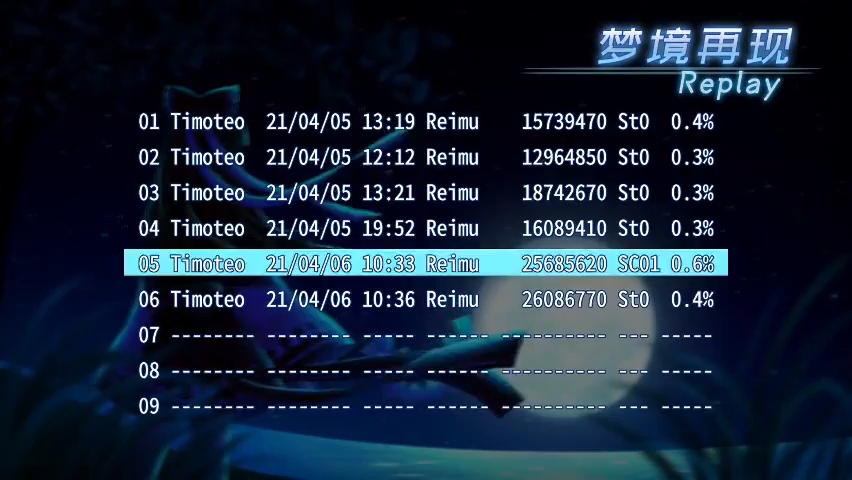 梦境再现
Replay
01 Timoteo 21/04/05 13:19 Reimu 15739470 St0 0.4%
02 Timoteo 21/04/05 12:12 Reimu 12964850 St0 0.3%
03 Timoteo 21/04/05 13:21 Reimu 18742670 St0 0.3%
04 Timoteo 21/04/05 19:52 Reimu 16089410 St0 0.3%
05 Timoteo 21/04/06 10:33 Reimu 25685620 SC01 0.6%
06 Timoteo 21/04/06 10:36 Reimu 26086770 St0 0.4%
07 -------- -------- ----- ------ ---------- --- -----
08 -------- -------- ----- ------ ---------- --- -----
09 -------- -------- ----- ------ ---------- --- -----